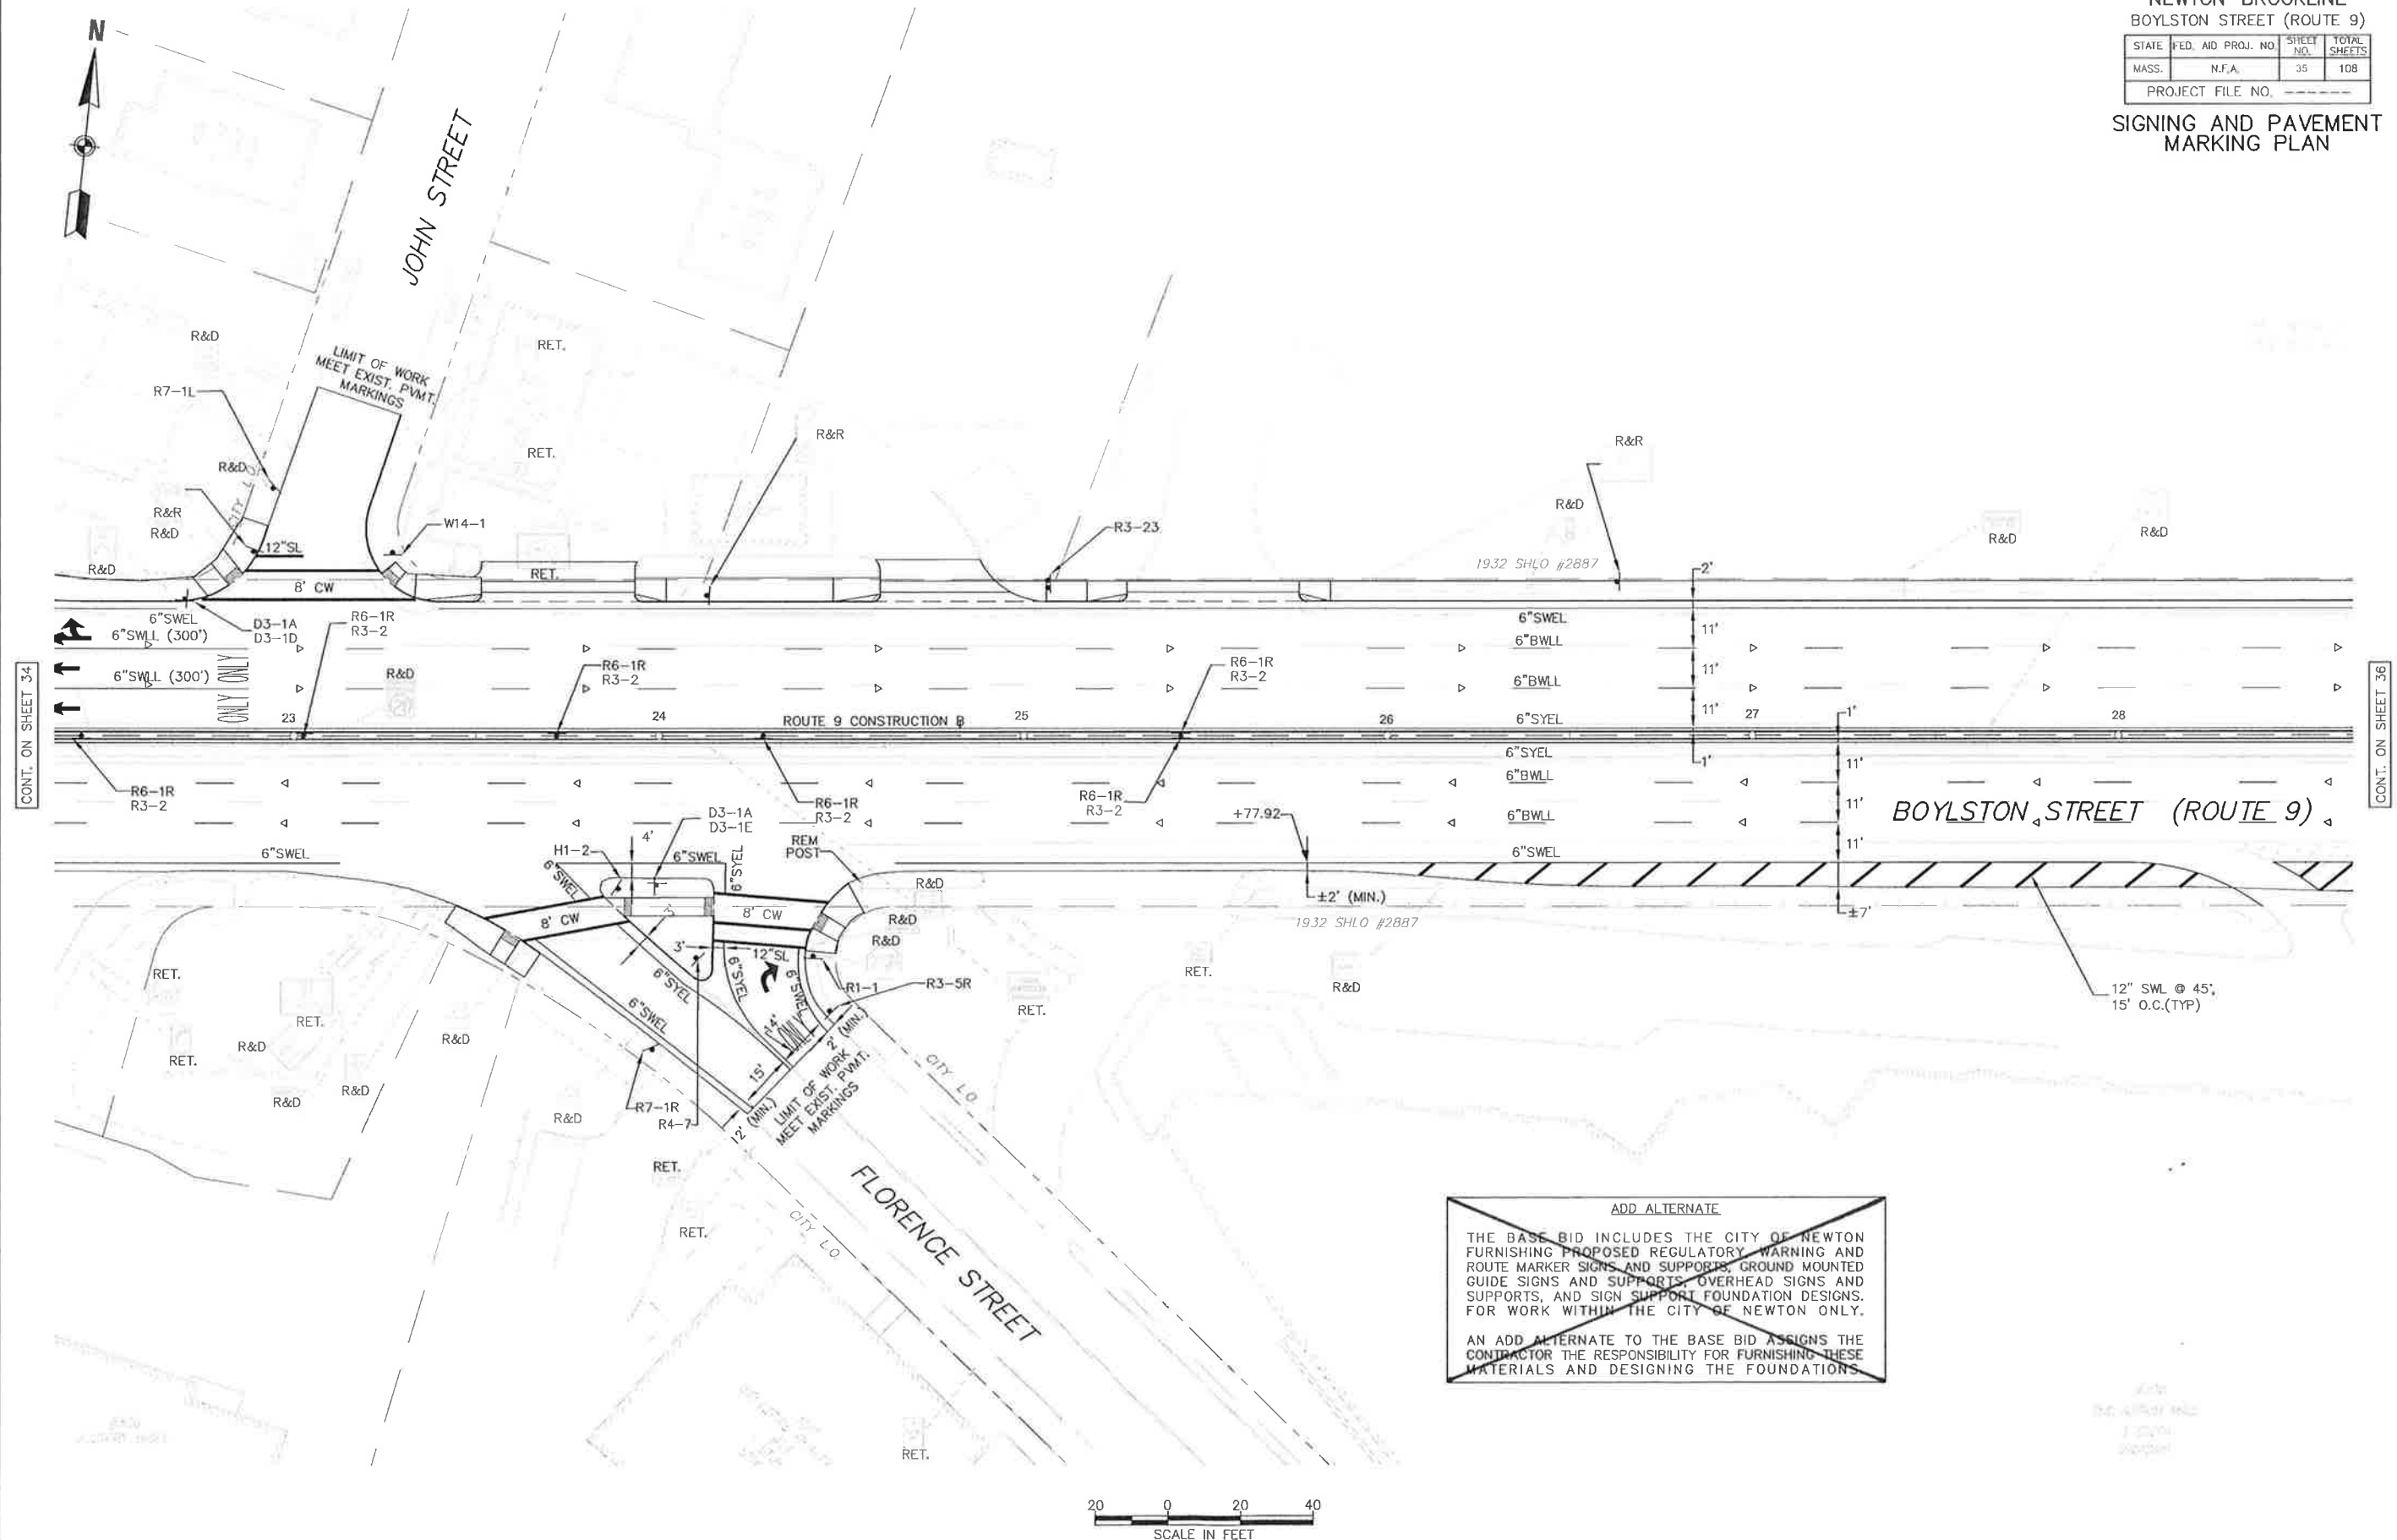 NEWTON BROOKLINE
BOYLSTON STREET (ROUTE 9)
STATE FED. AID PROJ. NO. SHEET NO. TOTAL SHEETS
MASS. N.F.A. 35 108
PROJECT FILE NO. ------
SIGNING AND PAVEMENT
MARKING PLAN
N
JOHN STREET
R&D
RET.
LIMIT OF WORK
MEET EXIST. PVMT.
MARKINGS
R7-1L
R&R
R&R
RET.
R&D
CITY L.O.
R&D
R&R
R&D
W14-1
R3-23
R&D
R&D
12"SL
1932 SHLO #2887
R&D
RET.
2'
8' CW
6"SWEL
6"SWLL (300')
D3-1A
D3-1D
R6-1R
R3-2
6"SWEL
11'
6"BWLL
ONLY ONLY
6"SWLL (300')
R&D
R6-1R
R3-2
R6-1R
R3-2
11'
6"BWLL
11'
CONT. ON SHEET 34
CONT. ON SHEET 36
23
24
ROUTE 9 CONSTRUCTION B
25
26
6"SYEL
27
1'
28
6"SYEL
1'
11'
6"BWLL
R6-1R
R3-2
R6-1R
R3-2
R6-1R
R3-2
11'
BOYLSTON STREET (ROUTE 9)
D3-1A
D3-1E
+77.92
6"BWLL
4'
REM
POST
11'
6"SWEL
H1-2
6"SWEL
6"SYEL
6"SWEL
6"SWEL
R&D
±2' (MIN.)
±7'
8' CW
8' CW
R&D
1932 SHLO #2887
R&D
3'
12"SL
6"SYEL
6"SWEL
6"SYEL
RET.
RET.
R&D
R1-1
R3-5R
12" SWL @ 45°,
15' O.C.(TYP)
6"SWEL
RET.
RET.
R&D
R&D
14'
ONLY
2' (MIN.)
RET.
R&D
R&D
15'
12' (MIN.)
LIMIT OF WORK
MEET EXIST. PVMT.
MARKINGS
CITY L.O.
R7-1R
R4-7
R&D
RET.
FLORENCE STREET
CITY L.O.
RET.
RET.
ADD ALTERNATE
THE BASE BID INCLUDES THE CITY OF NEWTON
FURNISHING PROPOSED REGULATORY, WARNING AND
ROUTE MARKER SIGNS AND SUPPORTS, GROUND MOUNTED
GUIDE SIGNS AND SUPPORTS, OVERHEAD SIGNS AND
SUPPORTS, AND SIGN SUPPORT FOUNDATION DESIGNS.
FOR WORK WITHIN THE CITY OF NEWTON ONLY.
AN ADD ALTERNATE TO THE BASE BID ASSIGNS THE
CONTRACTOR THE RESPONSIBILITY FOR FURNISHING THESE
MATERIALS AND DESIGNING THE FOUNDATIONS.
20 0 20 40
SCALE IN FEET